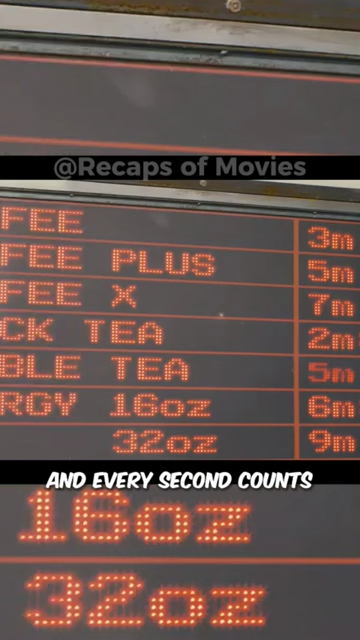 @Recaps of Movies
FEE 3m
FEE PLUS 5m
FEE X 7m
CK TEA 2m
BLE TEA 5m
RGY 16oz 6m
32oz 9m
AND EVERY SECOND COUNTS
16oz
32oz